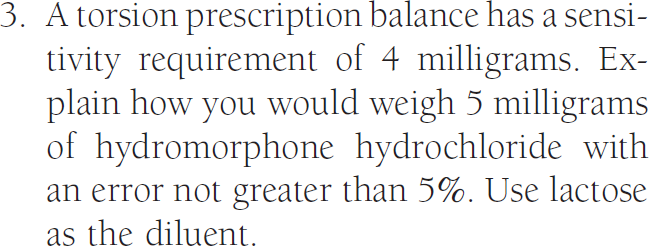 3. A torsion prescription balance has a sensi-
tivity requirement of 4 milligrams. Ex-
plain how you would weigh 5 milligrams
of hydromorphone hydrochloride with
an error not greater than 5%. Use lactose
as the diluent.